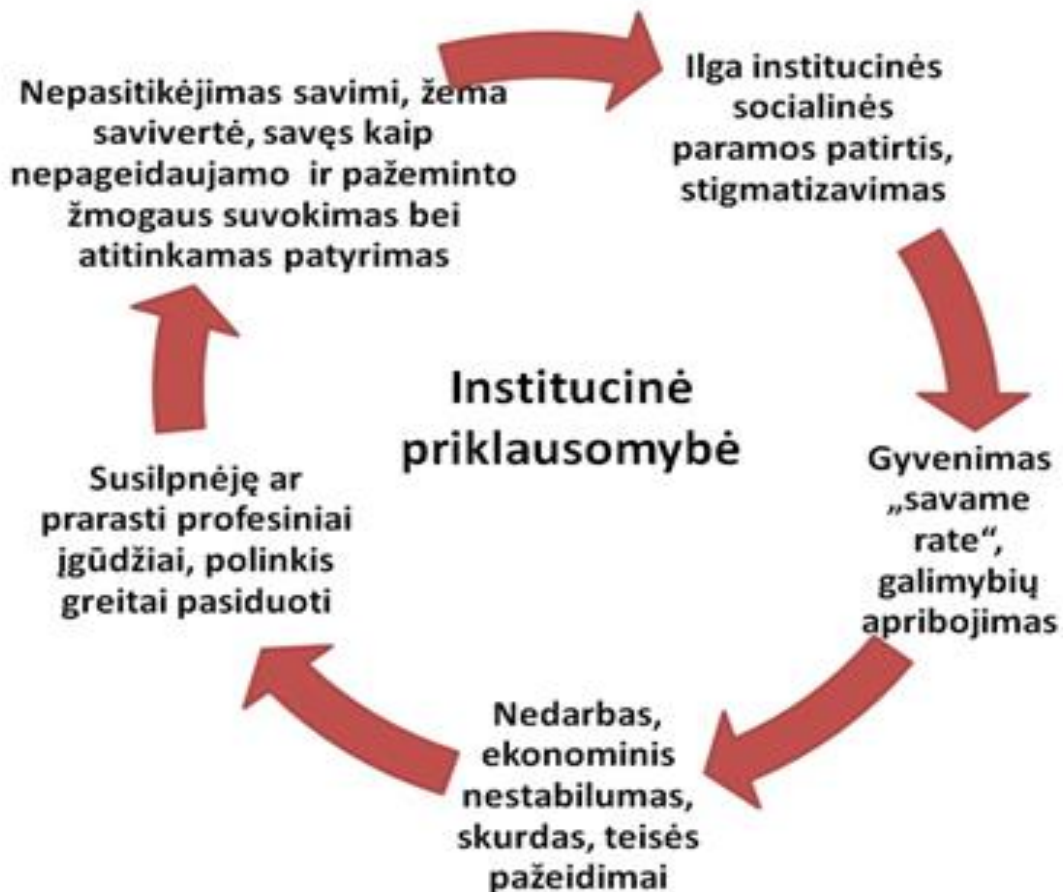 Nepasitikėjimas savimi, žema
savivertė, savęs kaip
nepageidaujamo ir pažeminto
žmogaus suvokimas bei
atitinkamas patyrimas
Ilga institucinės
socialinės
paramos patirtis,
stigmatizavimas
Gyvenimas
„savame
rate“,
galimybių
apribojimas
Nedarbas,
ekonominis
nestabilumas,
skurdas, teisės
pažeidimai
Susilpnėję ar
prarasti profesiniai
įgūdžiai, polinkis
greitai pasiduoti
Institucinė
priklausomybė